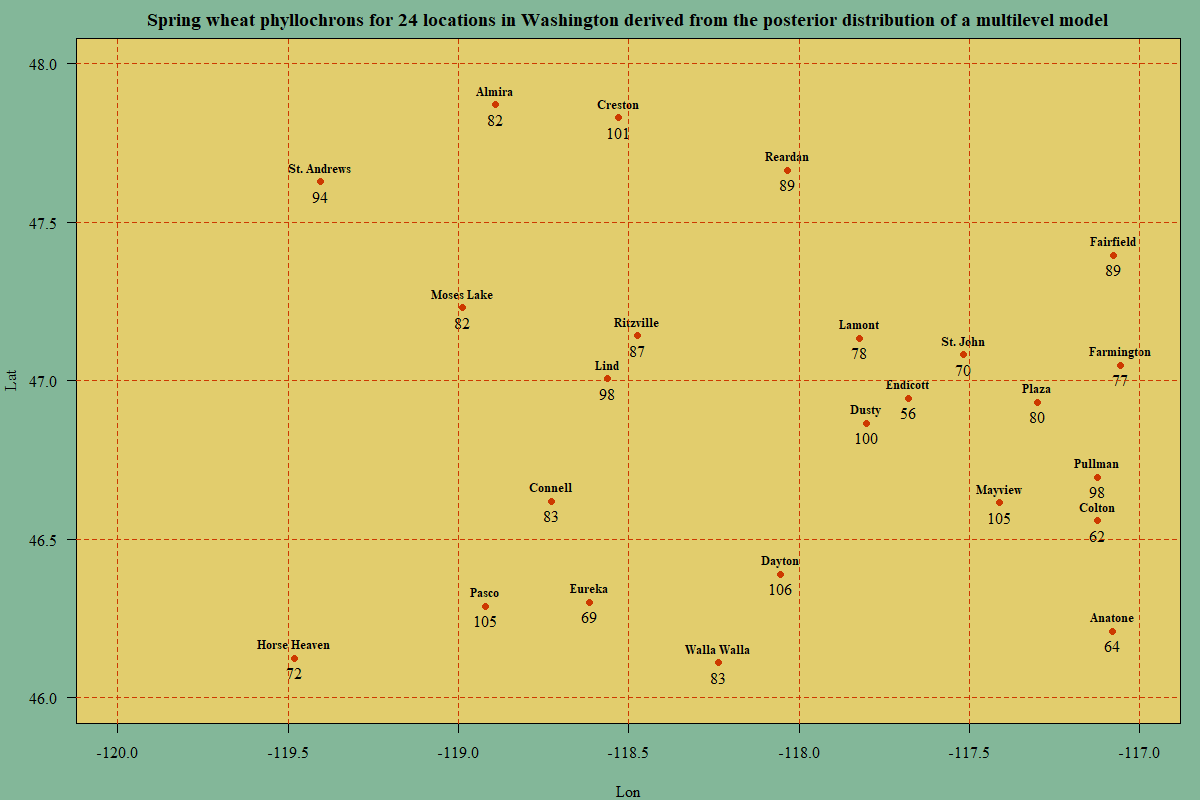 Spring wheat phyllochrons for 24 locations in Washington derived from the posterior distribution of a multilevel model
48.0
Almira
82
Creston
101
Reardan
89
St. Andrews
94
47.5
Fairfield
89
Moses Lake
82
Ritzville
87
Lamont
78
St. John
70
Farmington
77
Lind
98
47.0
Lat
Endicott
56
Plaza
80
Dusty
100
Pullman
98
Connell
83
Mayview
105
Colton
62
46.5
Dayton
106
Pasco
105
Eureka
69
Anatone
64
Horse Heaven
72
Walla Walla
83
46.0
-120.0 -119.5 -119.0 -118.5 -118.0 -117.5 -117.0
Lon